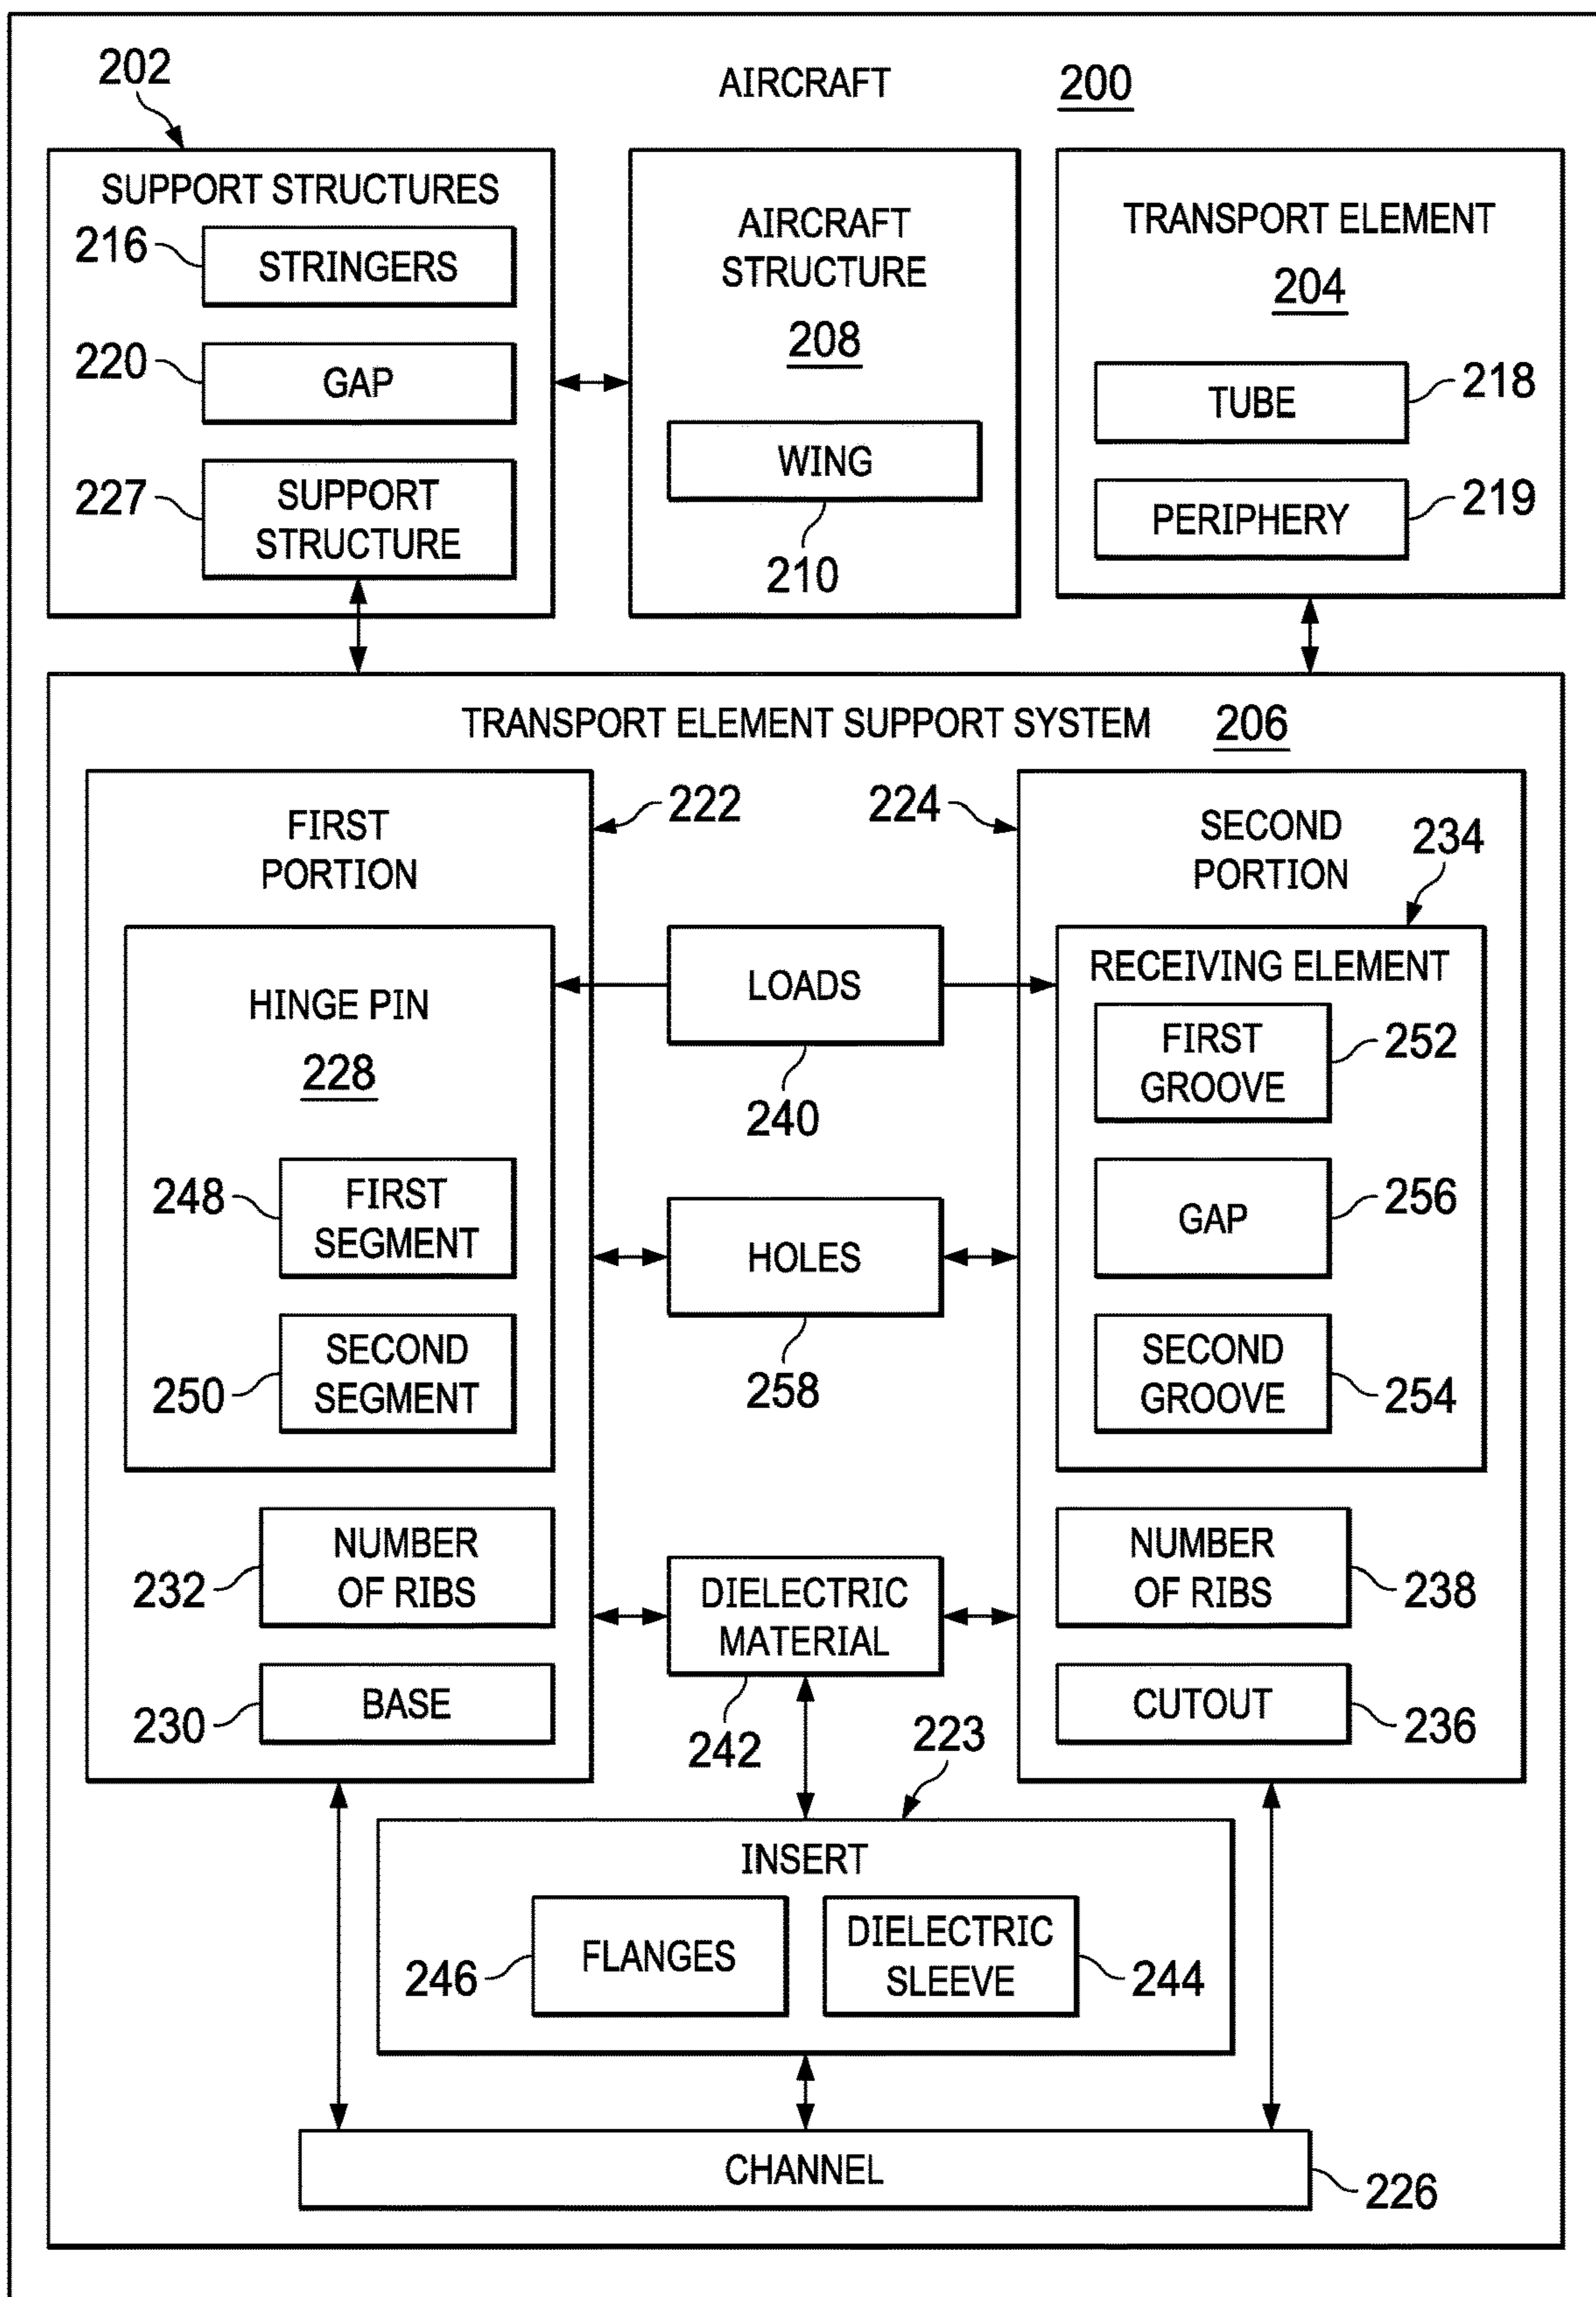 AIRCRAFT 200
202
SUPPORT STRUCTURES
216 STRINGERS
220 GAP
227 SUPPORT
STRUCTURE
AIRCRAFT
STRUCTURE
208
WING
210
TRANSPORT ELEMENT
204
TUBE 218
PERIPHERY 219
TRANSPORT ELEMENT SUPPORT SYSTEM 206
FIRST
PORTION
222
HINGE PIN
228
248 FIRST
SEGMENT
250 SECOND
SEGMENT
232 NUMBER
OF RIBS
230 BASE
LOADS
240
HOLES
258
DIELECTRIC
MATERIAL
242
224
SECOND
PORTION
234
RECEIVING ELEMENT
FIRST
GROOVE 252
GAP 256
SECOND
GROOVE 254
NUMBER
OF RIBS 238
CUTOUT 236
223
INSERT
246 FLANGES
DIELECTRIC
SLEEVE 244
CHANNEL 226